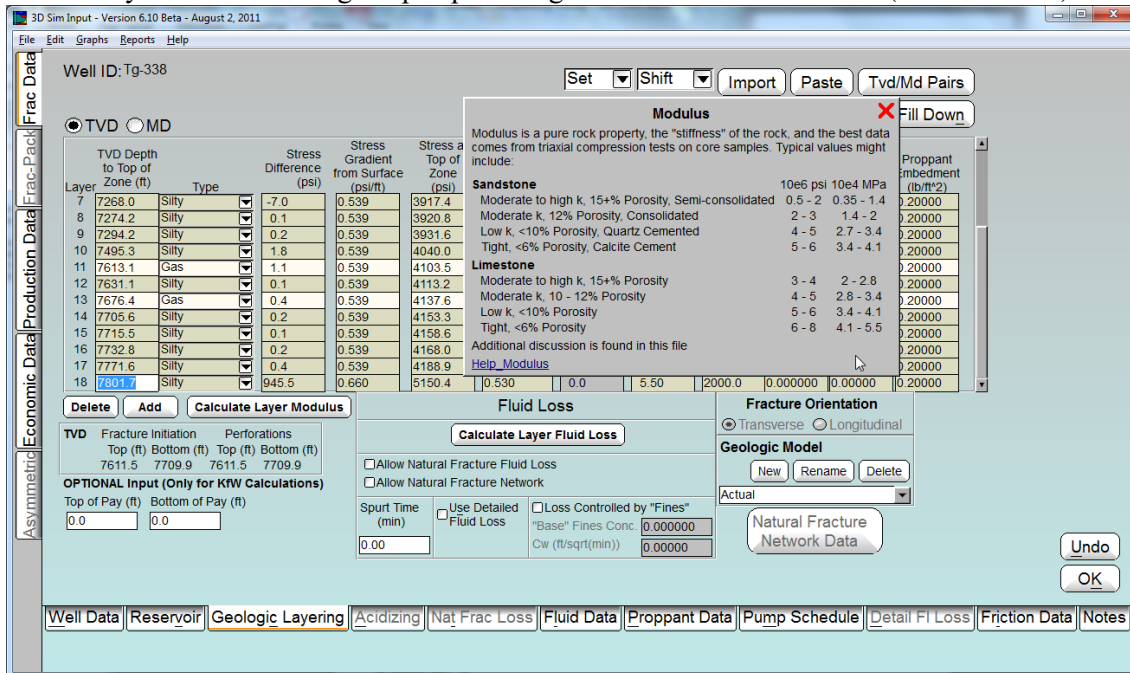 3D Sim Input - Version 6.10 Beta - August 2, 2011
File Edit Graphs Reports Help
Well ID: Tg-338
Set Shift Import Paste Tvd/Md Pairs
TVD MD Fill Down
Modulus
Modulus is a pure rock property, the "stiffness" of the rock, and the best data
comes from triaxial compression tests on core samples. Typical values might
include:
Sandstone 10e6 psi 10e4 MPa
Moderate to high k, 15+% Porosity, Semi-consolidated 0.5 - 2 0.35 - 1.4
Moderate k, 12% Porosity, Consolidated 2 - 3 1.4 - 2
Low k, <10% Porosity, Quartz Cemented 4 - 5 2.7 - 3.4
Tight, <6% Porosity, Calcite Cement 5 - 6 3.4 - 4.1
Limestone
Moderate to high k, 15+% Porosity 3 - 4 2 - 2.8
Moderate k, 10 - 12% Porosity 4 - 5 2.8 - 3.4
Low k, <10% Porosity 5 - 6 3.4 - 4.1
Tight, <6% Porosity 6 - 8 4.1 - 5.5
Additional discussion is found in this file
Help_Modulus
Layer TVD Depth to Top of Zone (ft) Type Stress Difference (psi) Stress Gradient from Surface (psi/ft) Stress a Top of Zone (psi) Proppant mbedment (lb/ft^2)
7 7268.0 Silty -7.0 0.539 3917.4 0.20000
8 7274.2 Silty 0.1 0.539 3920.8 0.20000
9 7294.2 Silty 0.2 0.539 3931.6 0.20000
10 7495.3 Silty 1.8 0.539 4040.0 0.20000
11 7613.1 Gas 1.1 0.539 4103.5 0.20000
12 7631.1 Silty 0.1 0.539 4113.2 0.20000
13 7676.4 Gas 0.4 0.539 4137.6 0.20000
14 7705.6 Silty 0.2 0.539 4153.3 0.20000
15 7715.5 Silty 0.1 0.539 4158.6 0.20000
16 7732.8 Silty 0.2 0.539 4168.0 0.20000
17 7771.6 Silty 0.4 0.539 4188.9 0.20000
18 7801.7 Silty 945.5 0.660 5150.4 0.530 0.0 5.50 2000.0 0.000000 0.00000 0.20000
Delete Add Calculate Layer Modulus
TVD Fracture Initiation Perforations
Top (ft) Bottom (ft) Top (ft) Bottom (ft)
7611.5 7709.9 7611.5 7709.9
OPTIONAL Input (Only for KfW Calculations)
Top of Pay (ft) Bottom of Pay (ft)
0.0 0.0
Fluid Loss
Calculate Layer Fluid Loss
Allow Natural Fracture Fluid Loss
Allow Natural Fracture Network
Spurt Time
(min)
0.00
Use Detailed
Fluid Loss
Loss Controlled by "Fines"
"Base" Fines Conc. 0.000000
Cw (ft/sqrt(min)) 0.00000
Fracture Orientation
Transverse Longitudinal
Geologic Model
New Rename Delete
Actual
Natural Fracture
Network Data
Undo
OK
Frac Data
Frac-Pack
Production Data
Economic Data
Asymmetric
Well Data Reservoir Geologic Layering Acidizing Nat Frac Loss Fluid Data Proppant Data Pump Schedule Detail Fl Loss Friction Data Notes